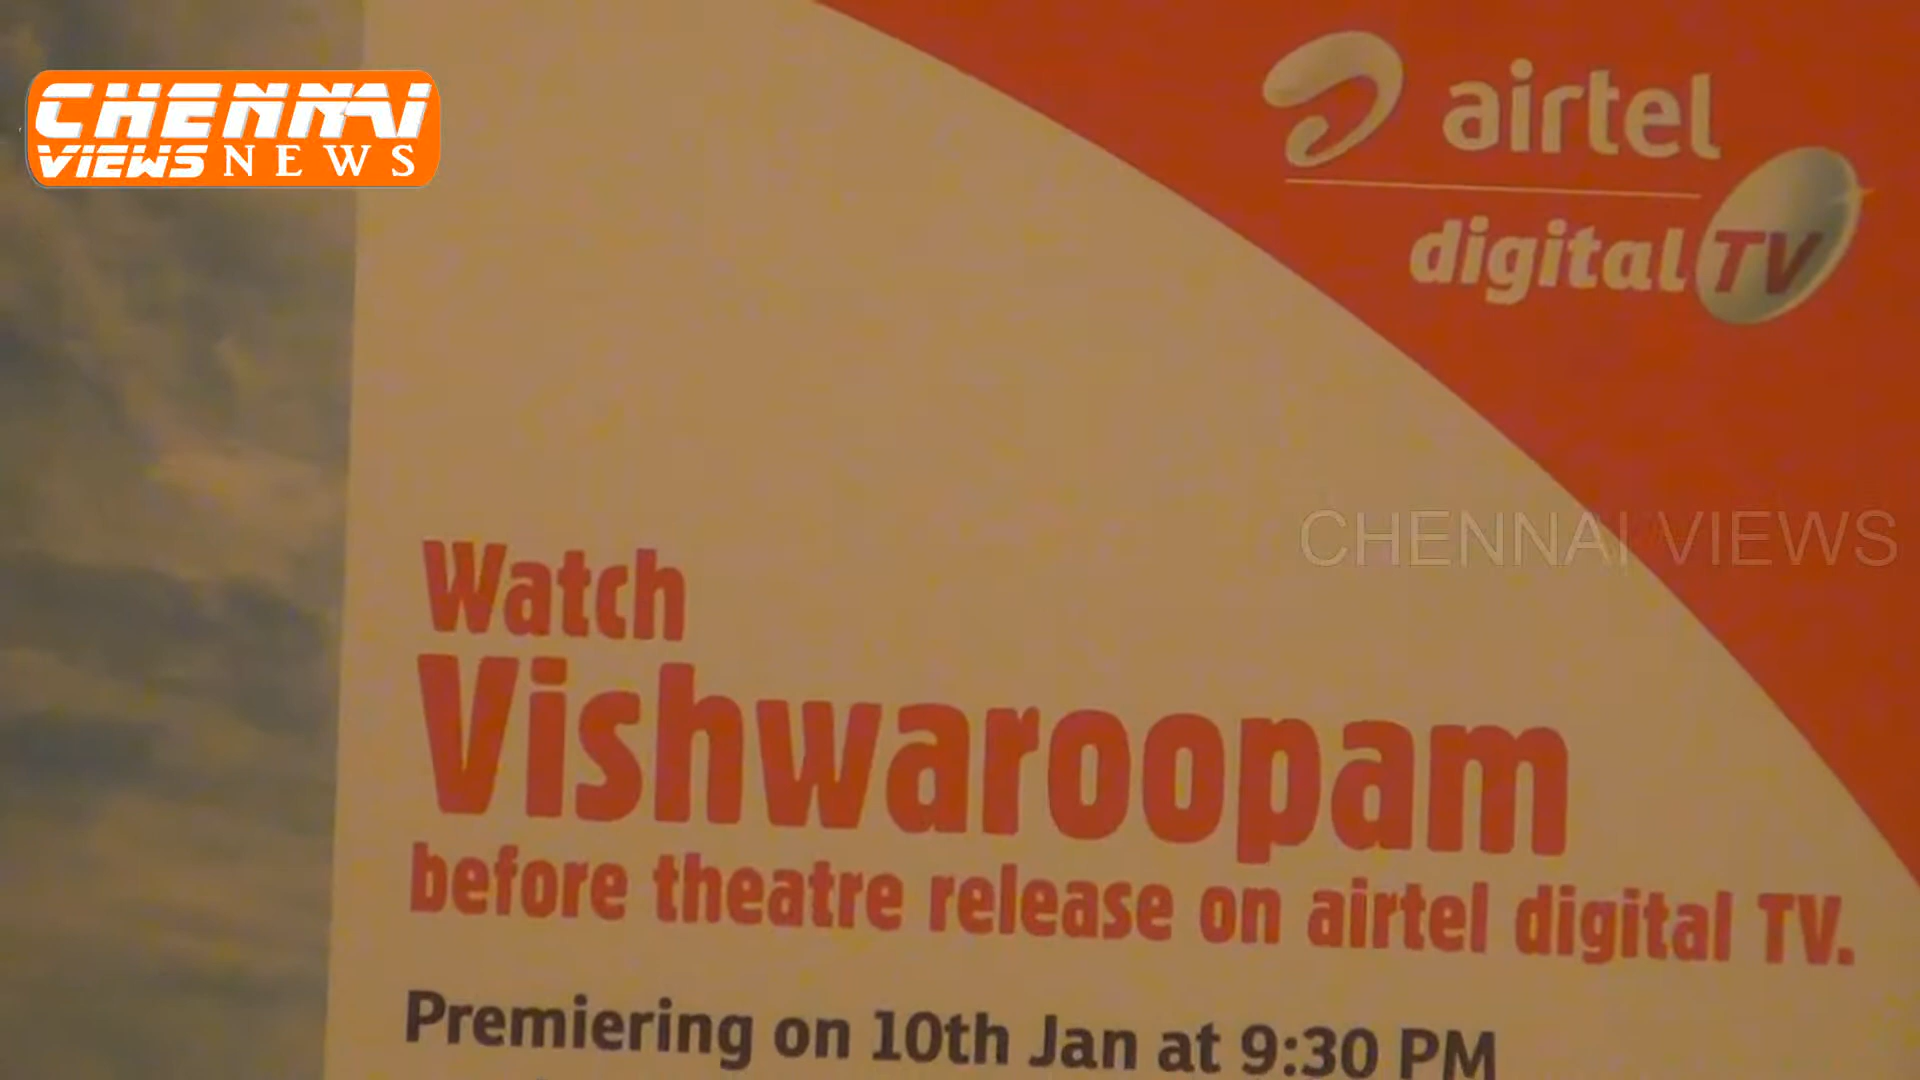 CHENNAI
VIEWS NEWS
airtel
digital TV
CHENNAI VIEWS
Watch
Vishwaroopam
before theatre release on airtel digital TV.
Premiering on 10th Jan at 9:30 PM